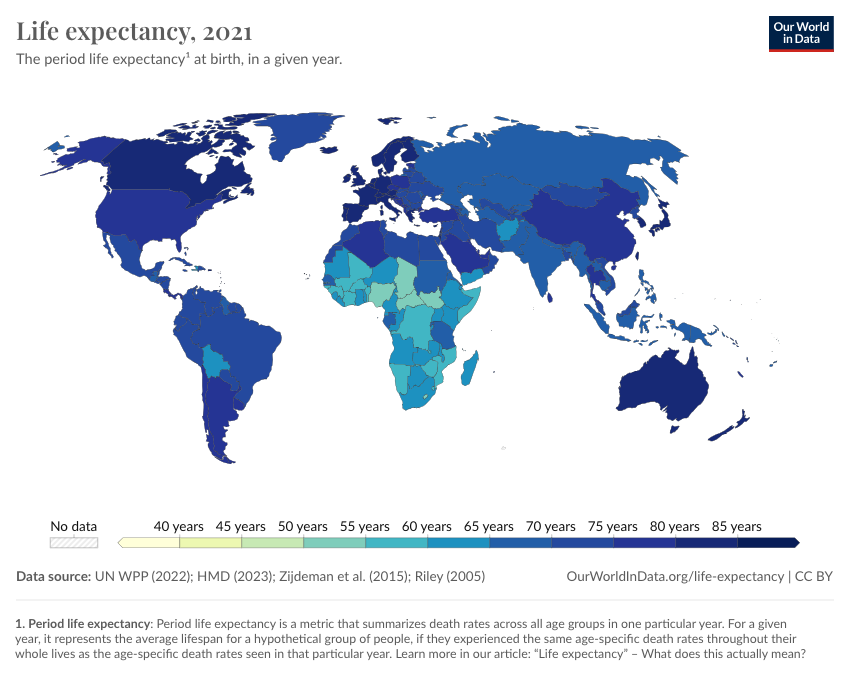 Life expectancy, 2021
Our World
in Data
The period life expectancy¹ at birth, in a given year.
No data
40 years 45 years 50 years 55 years 60 years 65 years 70 years 75 years 80 years 85 years
Data source: UN WPP (2022); HMD (2023); Zijdeman et al. (2015); Riley (2005)
OurWorldInData.org/life-expectancy | CC BY
1. Period life expectancy: Period life expectancy is a metric that summarizes death rates across all age groups in one particular year. For a given
year, it represents the average lifespan for a hypothetical group of people, if they experienced the same age-specific death rates throughout their
whole lives as the age-specific death rates seen in that particular year. Learn more in our article: “Life expectancy” – What does this actually mean?